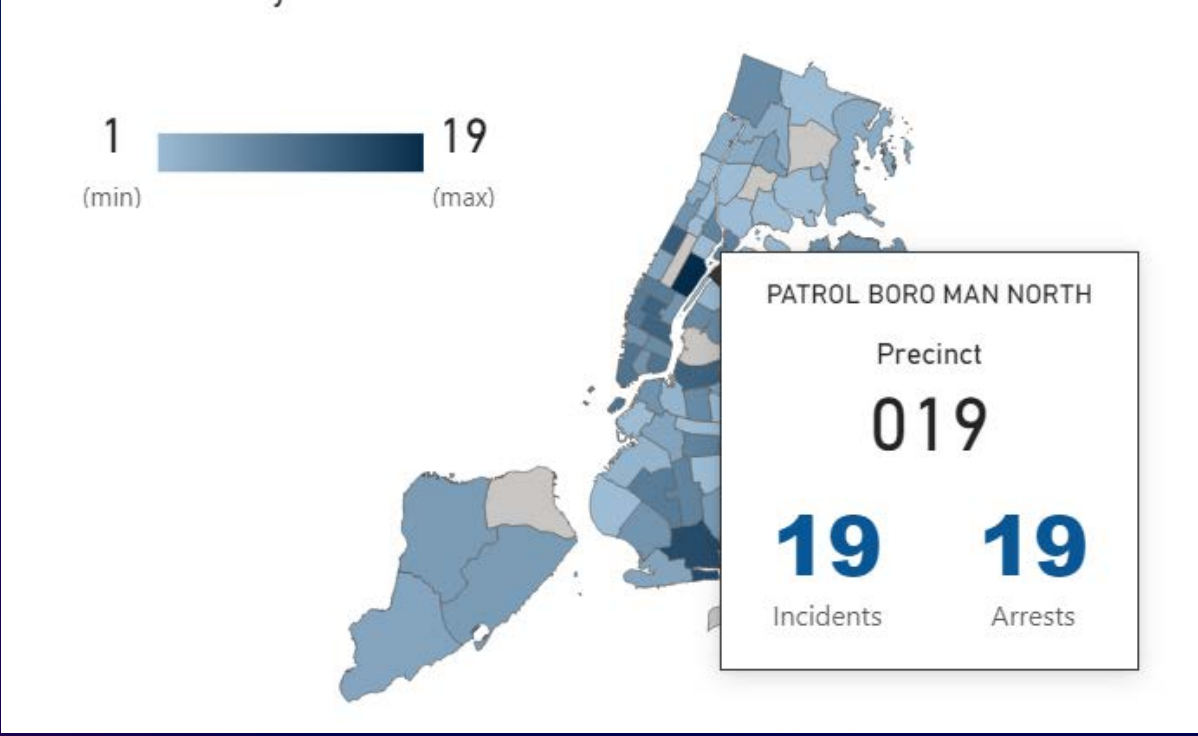 1 19
(min) (max)
PATROL BORO MAN NORTH
Precinct
019
19 19
Incidents Arrests